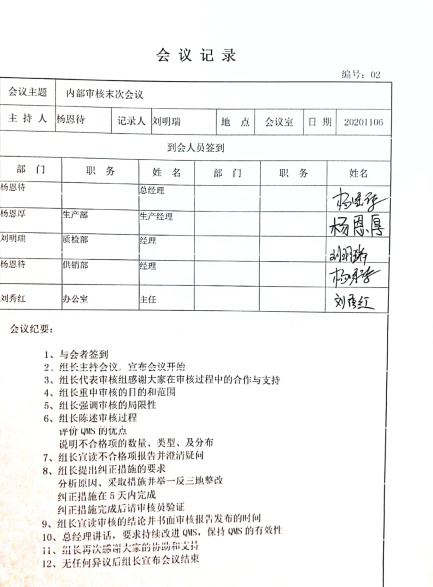 会议记录
编号：02
会议主题 内部审核末次会议
主持人 杨恩待 记录人 刘明瑞 地点 会议室 日期 20201106
到会人员签到
部门 职务 姓名 部门 职务 姓名
杨恩待 总经理 杨恩待
杨恩厚 生产部 生产经理 杨恩厚
刘明瑞 质检部 经理 刘明瑞
杨恩待 供销部 经理 杨恩待
刘秀红 办公室 主任 刘秀红
会议纪要：
1、与会者签到
2、组长主持会议，宣布会议开始
3、组长代表审核组感谢大家在审核过程中的合作与支持
4、组长重申审核的目的和范围
5、组长强调审核的局限性
6、组长陈述审核过程
评价QMS的优点
说明不合格项的数量、类型、及分布
7、组长宣读不合格项报告并澄清疑问
8、组长提出纠正措施的要求
分析原因、采取措施并举一反三地整改
纠正措施在5天内完成
纠正措施完成后请审核员验证
9、组长宣读审核的结论并书面审核报告发布的时间
10、总经理讲话，要求持续改进QMS，保持QMS的有效性
11、组长再次感谢大家的协助和支持
12、无任何异议后组长宣布会议结束